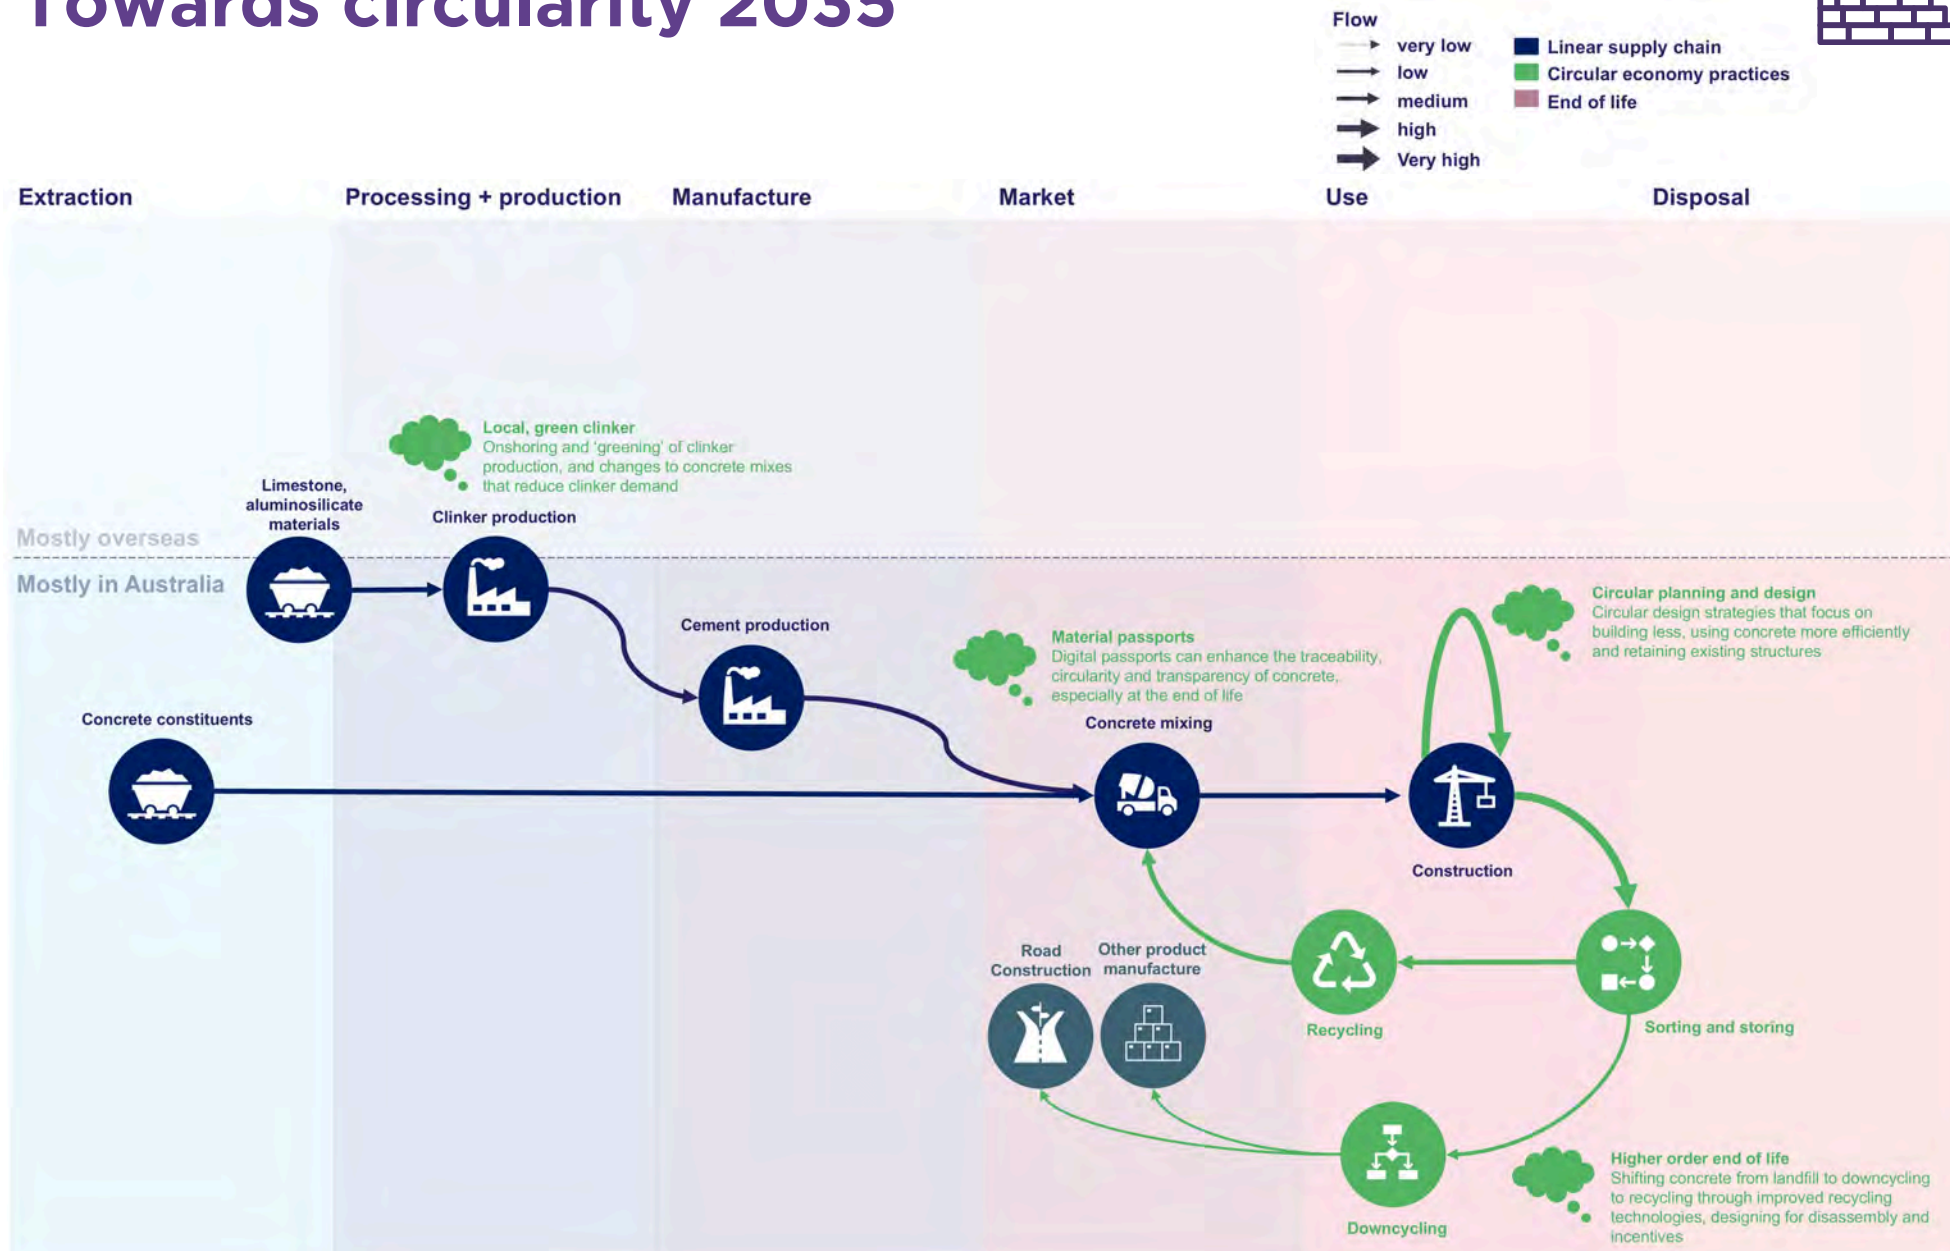 Towards circularity 2035
Flow
very low
low
medium
high
Very high
Linear supply chain
Circular economy practices
End of life
Extraction
Processing + production
Manufacture
Market
Use
Disposal
Local, green clinker
Onshoring and ‘greening’ of clinker
production, and changes to concrete mixes
that reduce clinker demand
Limestone,
aluminosilicate
materials
Clinker production
Mostly overseas
Mostly in Australia
Circular planning and design
Circular design strategies that focus on
building less, using concrete more efficiently
and retaining existing structures
Cement production
Material passports
Digital passports can enhance the traceability,
circularity and transparency of concrete,
especially at the end of life
Concrete constituents
Concrete mixing
Construction
Road
Construction
Other product
manufacture
Recycling
Sorting and storing
Higher order end of life
Shifting concrete from landfill to downcycling
to recycling through improved recycling
technologies, designing for disassembly and
incentives
Downcycling